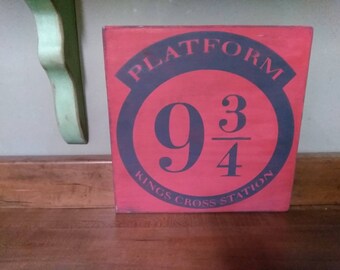 PLATFORM
9 3/4
KINGS CROSS STATION